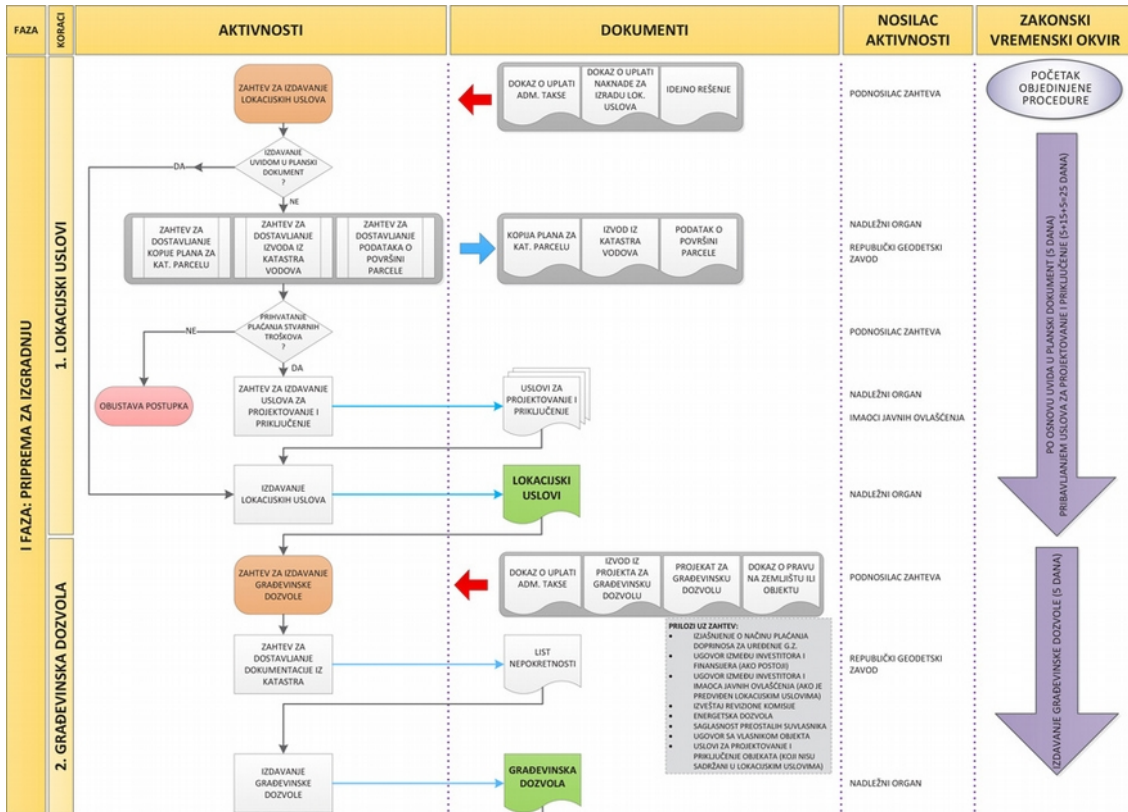 FAZA
KORACI
AKTIVNOSTI
DOKUMENTI
NOSILAC
AKTIVNOSTI
ZAKONSKI
VREMENSKI OKVIR
I FAZA: PRIPREMA ZA IZGRADNJU
1. LOKACIJSKI USLOVI
ZAHTEV ZA IZDAVANJE
LOKACIJSKIH USLOVA
DOKAZ O UPLATI
ADM. TAKSE
DOKAZ O UPLATI
NAKNADE ZA
IZRADU LOK.
USLOVA
IDEJNO REŠENJE
PODNOSILAC ZAHTEVA
POČETAK
OBJEDINJENE
PROCEDURE
IZDAVANJE
UVIDOM U PLANSKI
DOKUMENT
?
DA
NE
ZAHTEV ZA
DOSTAVLJANJE
KOPIJE PLANA ZA
KAT. PARCELU
ZAHTEV ZA
DOSTAVLJANJE
IZVODA IZ
KATASTRA
VODOVA
ZAHTEV ZA
DOSTAVLJANJE
PODATAKA O
POVRŠINI
PARCELE
KOPIJA PLANA ZA
KAT. PARCELU
IZVOD IZ
KATASTRA
VODOVA
PODATAK O
POVRŠINI
PARCELE
NADLEŽNI ORGAN
REPUBLIČKI GEODETSKI
ZAVOD
PO OSNOVU UVIDA U PLANSKI DOKUMENT (5 DANA)
PRIBAVLJANJEM USLOVA ZA PROJEKTOVANJE I PRIKLJUČENJE (5+15+5=25 DANA)
PRIHVATANJE
PLAĆANJA STVARNIH
TROŠKOVA
?
NE
DA
PODNOSILAC ZAHTEVA
OBUSTAVA POSTUPKA
ZAHTEV ZA IZDAVANJE
USLOVA ZA
PROJEKTOVANJE I
PRIKLJUČENJE
USLOVI ZA
PROJEKTOVANJE I
PRIKLJUČENJE
NADLEŽNI ORGAN
IMAOCI JAVNIH OVLAŠĆENJA
IZDAVANJE
LOKACIJSKIH USLOVA
LOKACIJSKI
USLOVI
NADLEŽNI ORGAN
2. GRAĐEVINSKA DOZVOLA
ZAHTEV ZA IZDAVANJE
GRAĐEVINSKE
DOZVOLE
DOKAZ O UPLATI
ADM. TAKSE
IZVOD IZ
PROJEKTA ZA
GRAĐEVINSKU
DOZVOLU
PROJEKAT ZA
GRAĐEVINSKU
DOZVOLU
DOKAZ O PRAVU
NA ZEMLJIŠTU ILI
OBJEKTU
PODNOSILAC ZAHTEVA
IZDAVANJE GRAĐEVINSKE DOZVOLE (5 DANA)
ZAHTEV ZA
DOSTAVLJANJE
DOKUMENTACIJE IZ
KATASTRA
LIST
NEPOKRETNOSTI
PRILOZI UZ ZAHTEV:
• IZJAŠNJENJE O NAČINU PLAĆANJA
DOPRINOSA ZA UREĐENJE G.Z.
• UGOVOR IZMEĐU INVESTITORA I
FINANSIJERA (AKO POSTOJI)
• UGOVOR IZMEĐU INVESTITORA I
IMAOCA JAVNIH OVLAŠĆENJA (AKO JE
PREDVIĐEN LOKACIJSKIM USLOVIMA)
• IZVEŠTAJ REVIZIONE KOMISIJE
• ENERGETSKA DOZVOLA
• SAGLASNOST PREOSTALIH SUVLASNIKA
• UGOVOR SA VLASNIKOM OBJEKTA
• USLOVI ZA PROJEKTOVANJE I
PRIKLJUČENJE OBJEKATA (KOJI NISU
SADRŽANI U LOKACIJSKIM USLOVIMA)
REPUBLIČKI GEODETSKI
ZAVOD
IZDAVANJE
GRAĐEVINSKE
DOZVOLE
GRAĐEVINSKA
DOZVOLA
NADLEŽNI ORGAN